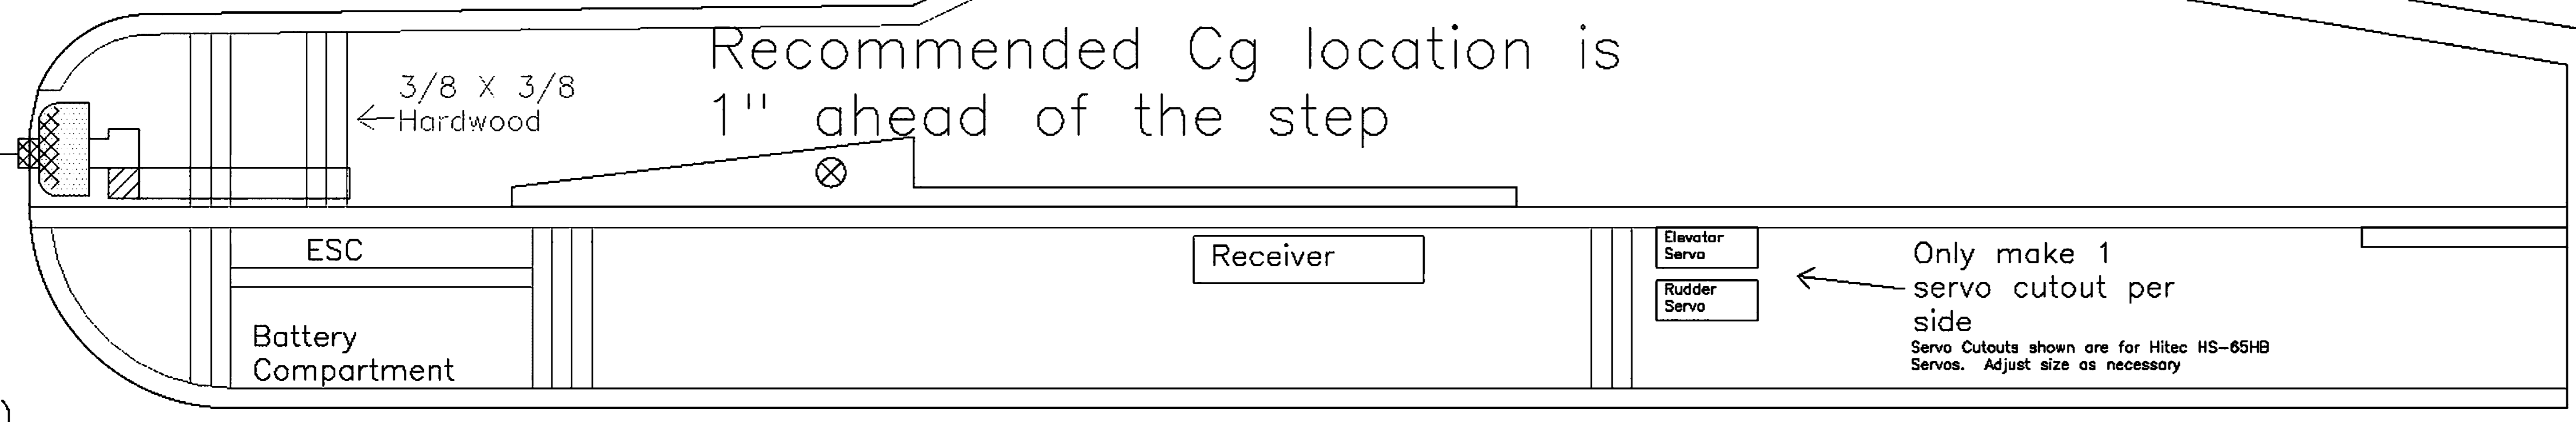 Recommended Cg location is
1" ahead of the step
3/8 X 3/8
Hardwood
ESC
Battery
Compartment
Receiver
Elevator
Servo
Rudder
Servo
Only make 1
servo cutout per
side
Servo Cutouts shown are for Hitec HS-65HB
Servos. Adjust size as necessary